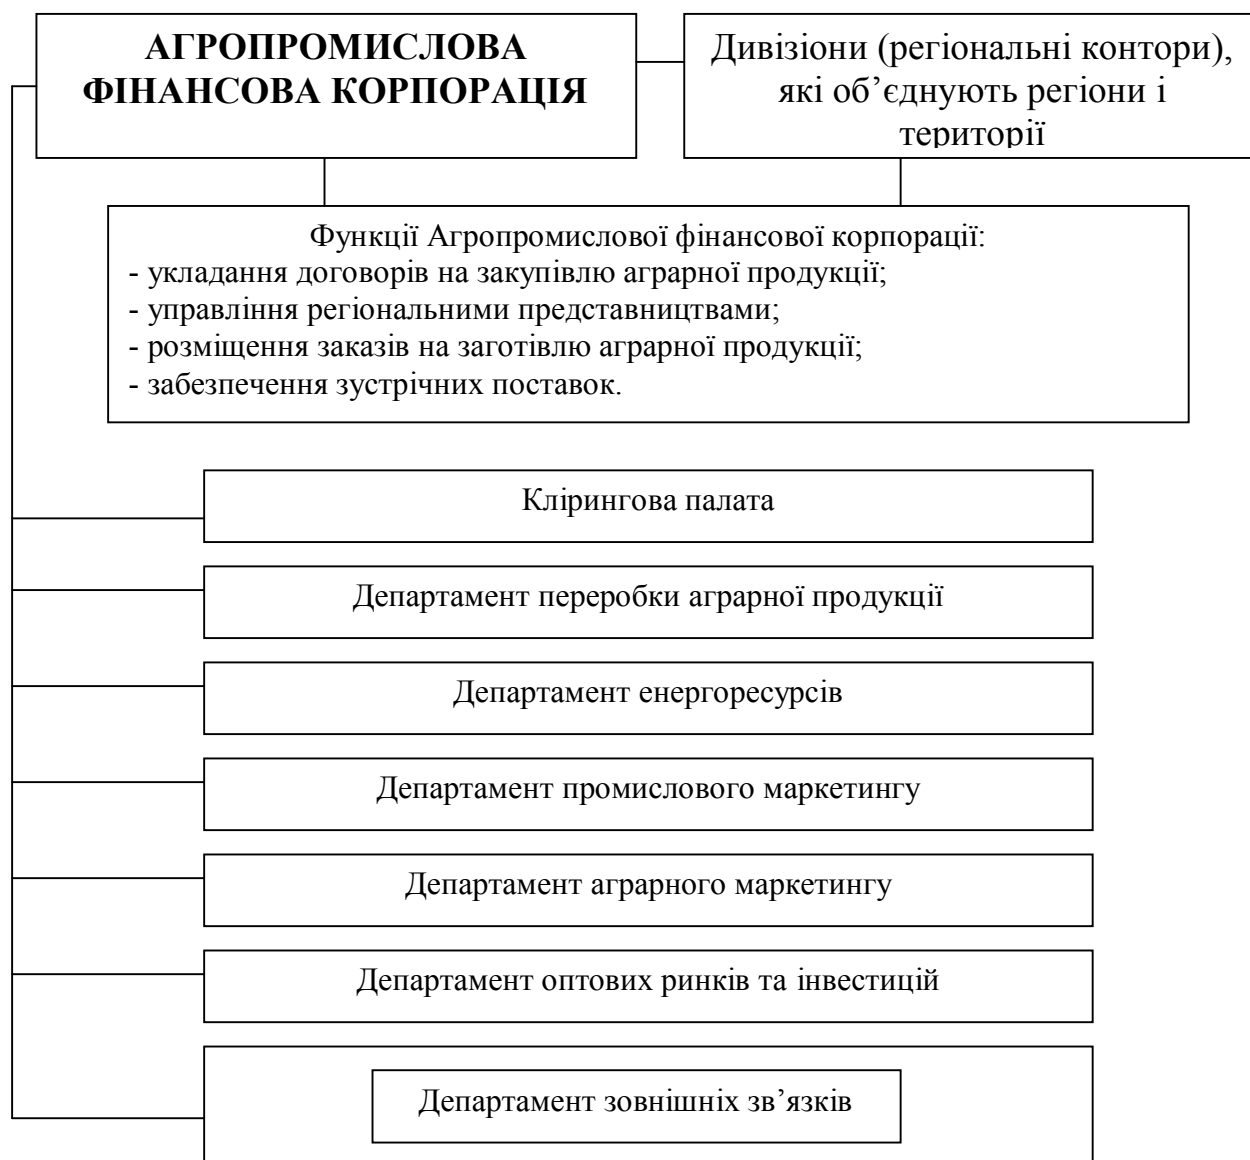 АГРОПРОМИСЛОВА
ФІНАНСОВА КОРПОРАЦІЯ
Дивізіони (регіональні контори),
які об’єднують регіони і
території
Функції Агропромислової фінансової корпорації:
- укладання договорів на закупівлю аграрної продукції;
- управління регіональними представництвами;
- розміщення заказів на заготівлю аграрної продукції;
- забезпечення зустрічних поставок.
Клірингова палата
Департамент переробки аграрної продукції
Департамент енергоресурсів
Департамент промислового маркетингу
Департамент аграрного маркетингу
Департамент оптових ринків та інвестицій
Департамент зовнішніх зв’язків